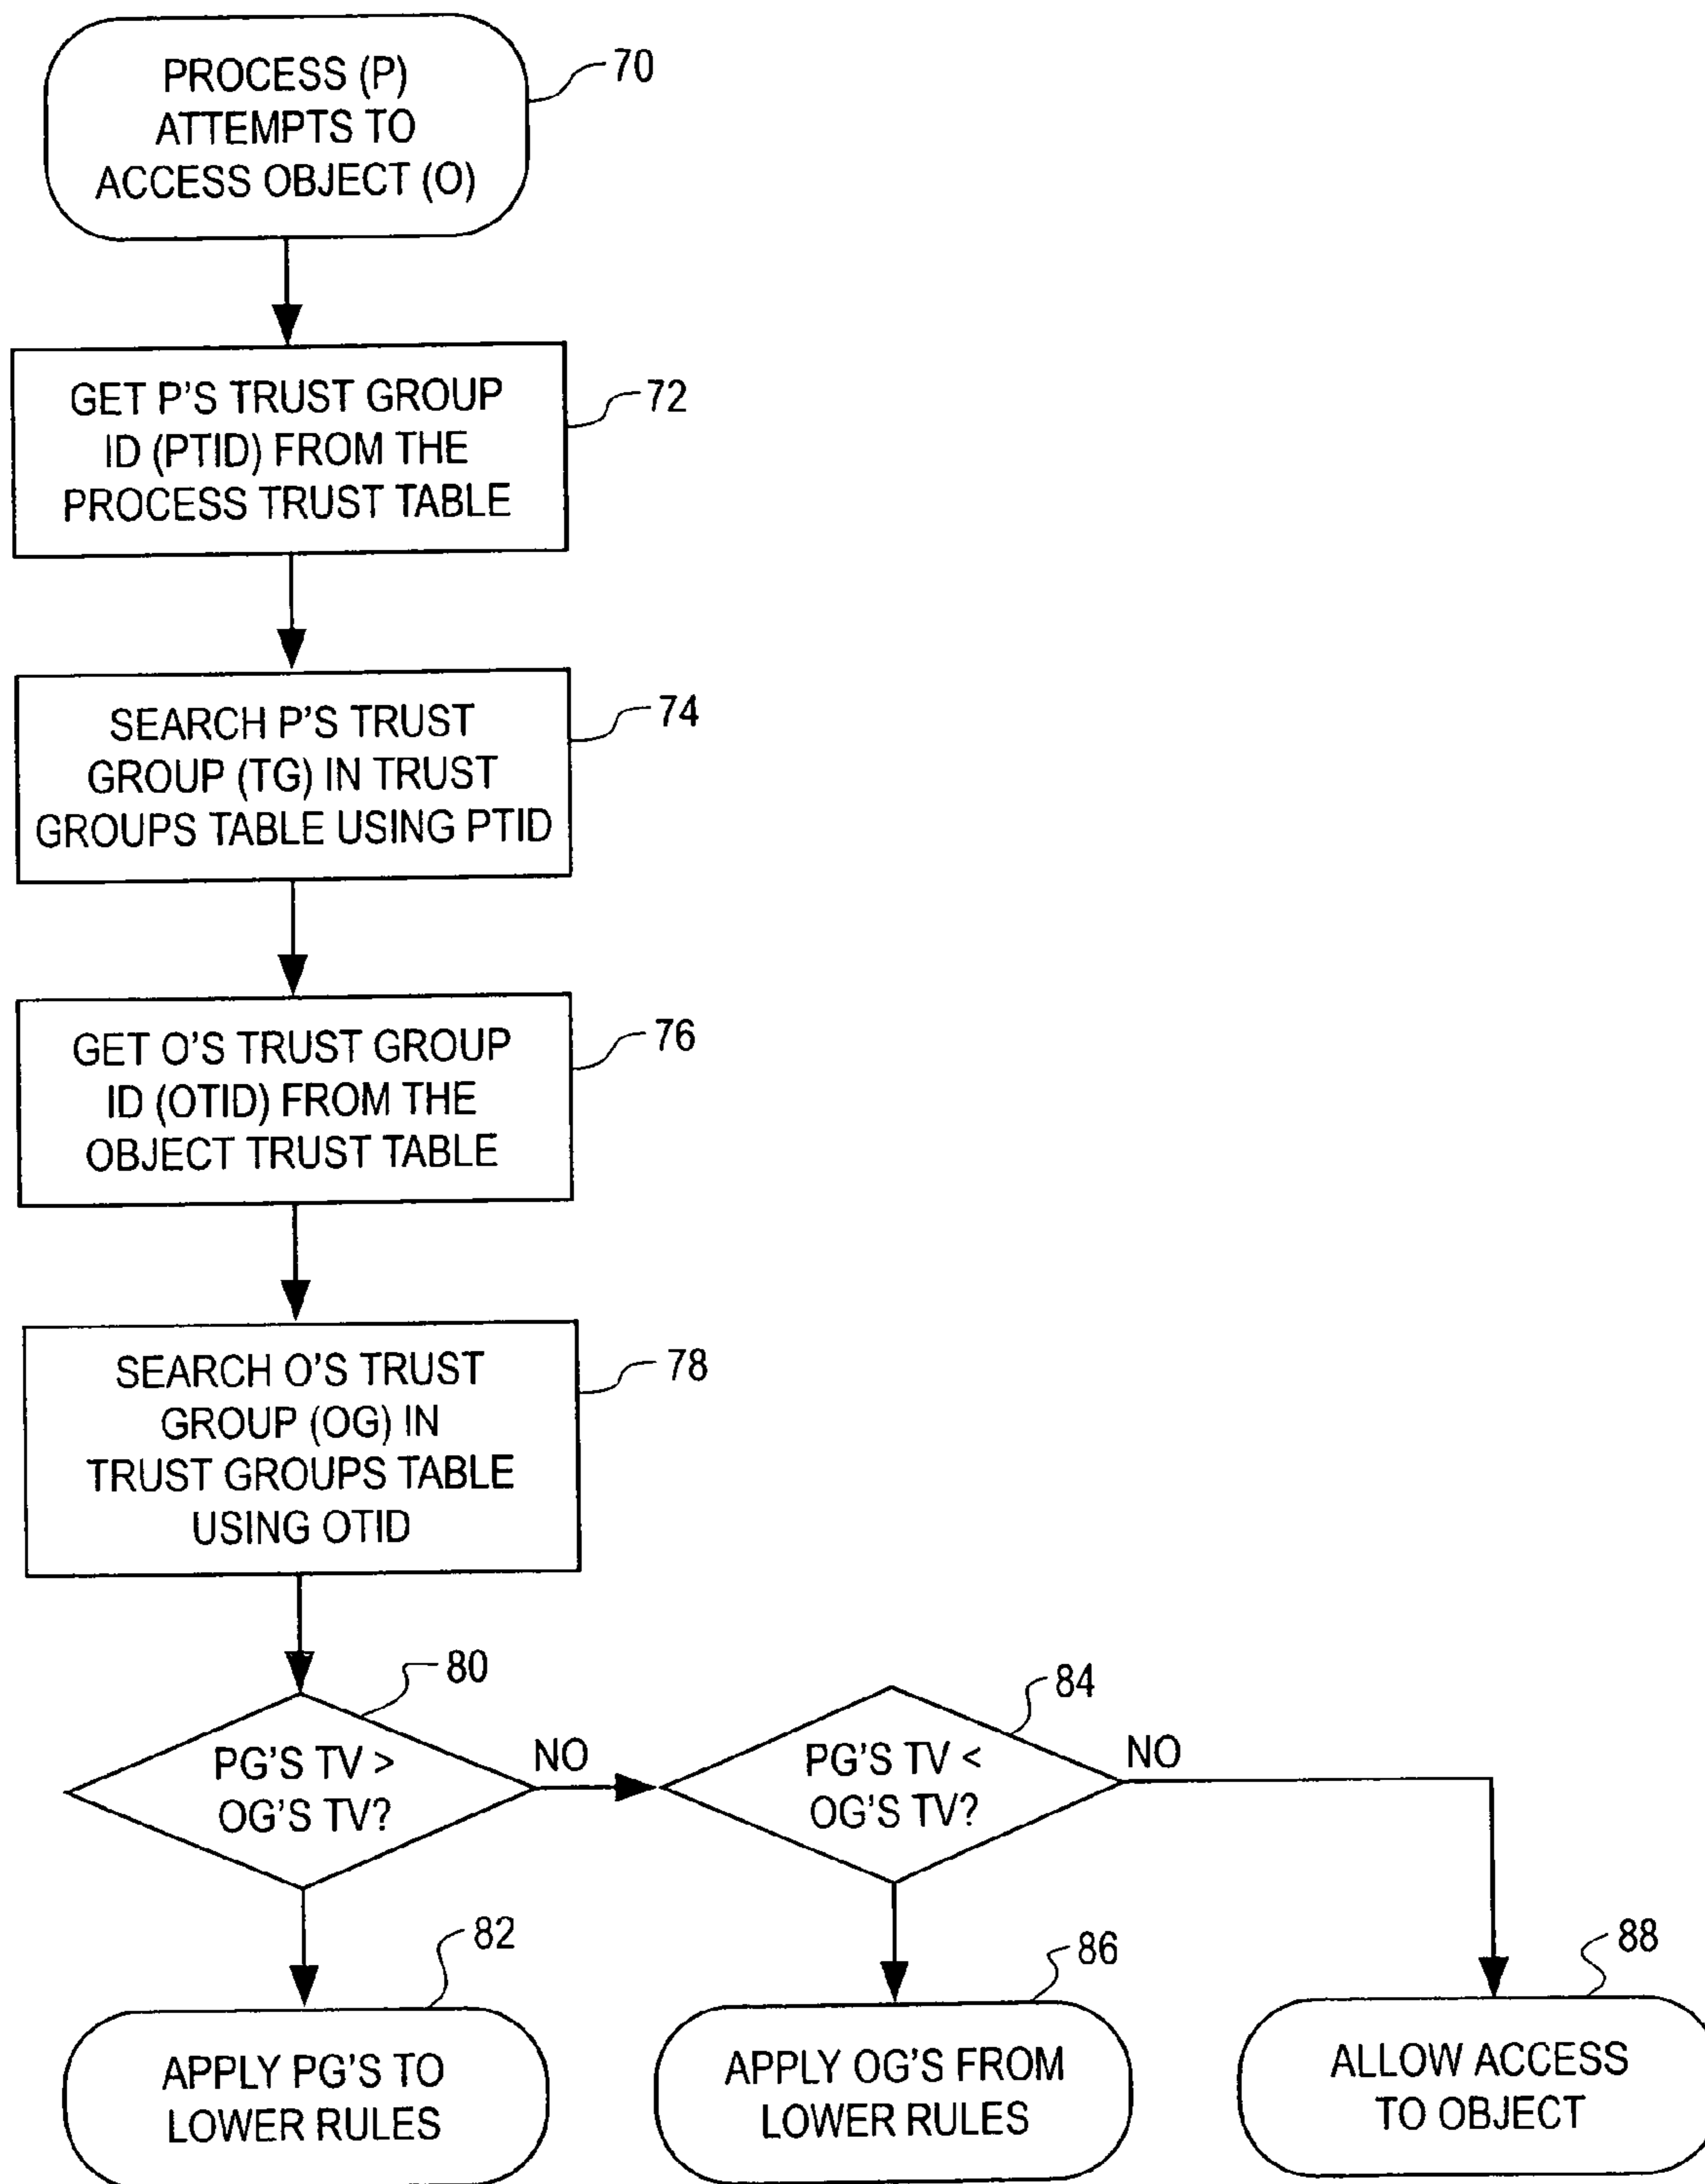 PROCESS (P)
ATTEMPTS TO
ACCESS OBJECT (O)
70
GET P'S TRUST GROUP
ID (PTID) FROM THE
PROCESS TRUST TABLE
72
SEARCH P'S TRUST
GROUP (TG) IN TRUST
GROUPS TABLE USING PTID
74
GET O'S TRUST GROUP
ID (OTID) FROM THE
OBJECT TRUST TABLE
76
SEARCH O'S TRUST
GROUP (OG) IN
TRUST GROUPS TABLE
USING OTID
78
80
PG'S TV >
OG'S TV?
NO
84
PG'S TV <
OG'S TV?
NO
82
APPLY PG'S TO
LOWER RULES
86
APPLY OG'S FROM
LOWER RULES
88
ALLOW ACCESS
TO OBJECT